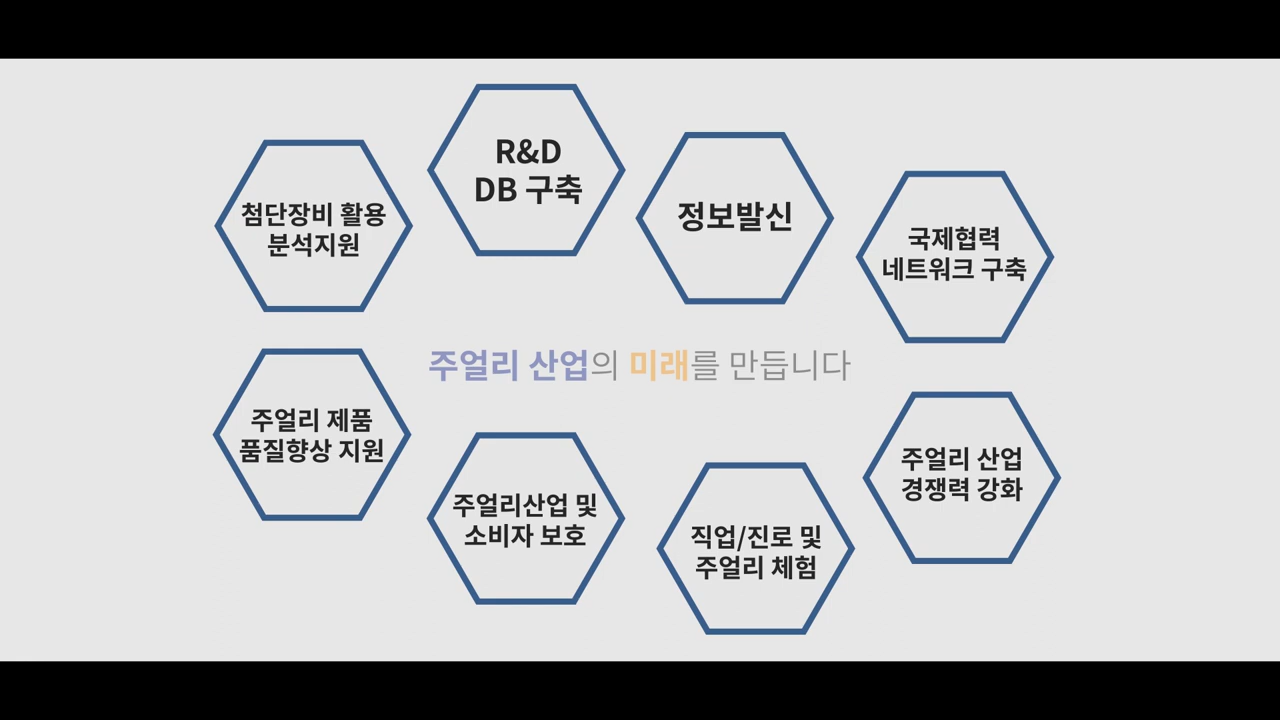 첨단장비 활용
분석지원
R&D
DB 구축
정보발신
국제협력
네트워크 구축
주얼리 산업의 미래를 만듭니다
주얼리 제품
품질향상 지원
주얼리산업 및
소비자 보호
직업/진로 및
주얼리 체험
주얼리 산업
경쟁력 강화